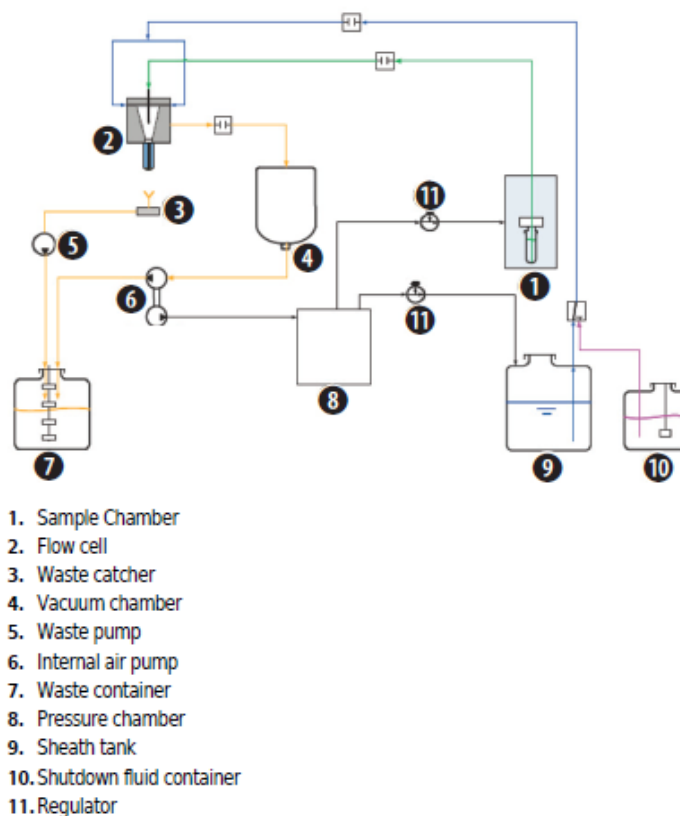 2
3
5
4
11
1
6
11
8
7
9
10
1. Sample Chamber
2. Flow cell
3. Waste catcher
4. Vacuum chamber
5. Waste pump
6. Internal air pump
7. Waste container
8. Pressure chamber
9. Sheath tank
10. Shutdown fluid container
11. Regulator